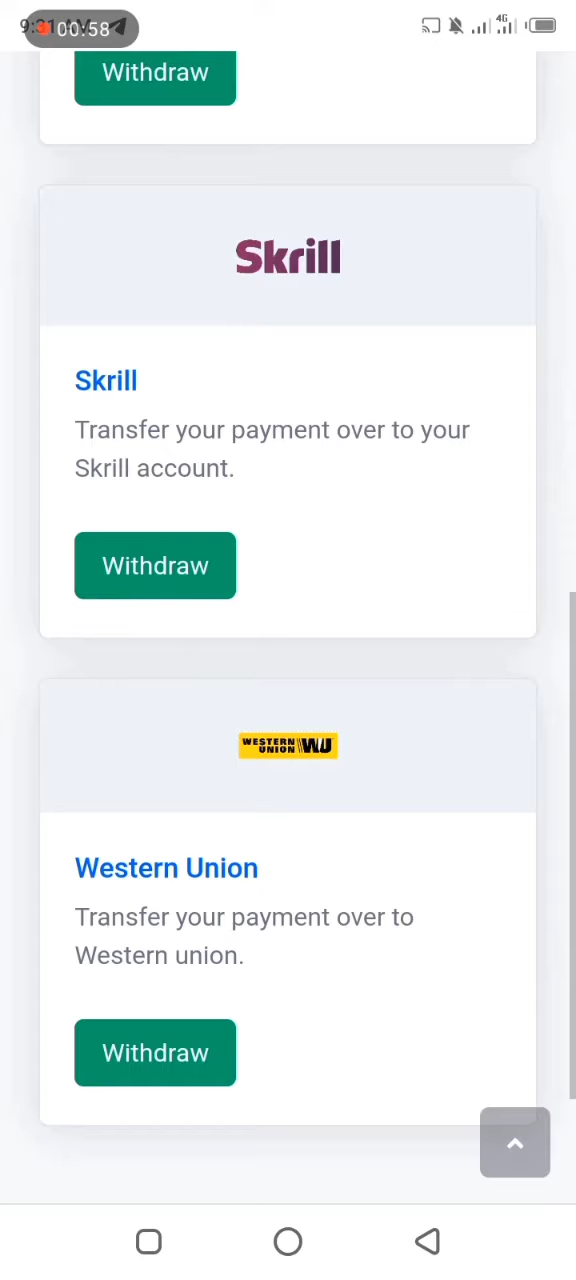 00:58
4G
Withdraw
Skrill
Skrill
Transfer your payment over to your
Skrill account.
Withdraw
WESTERN
UNION WU
Western Union
Transfer your payment over to
Western union.
Withdraw